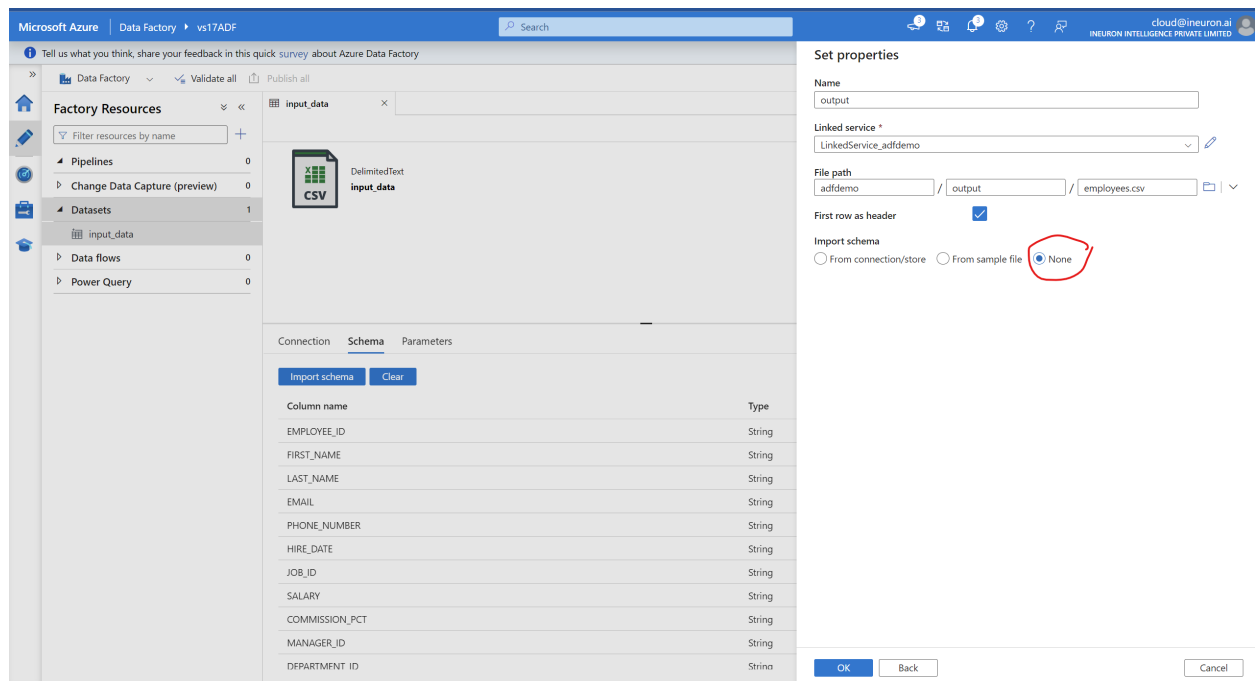 Microsoft Azure
Data Factory
vs17ADF
Search
3
3
cloud@ineuron.ai
INEURON INTELLIGENCE PRIVATE LIMITED
Tell us what you think, share your feedback in this quick survey about Azure Data Factory
Data Factory
Validate all
Publish all
Factory Resources
Filter resources by name
Pipelines 0
Change Data Capture (preview) 0
Datasets 1
input_data
Data flows 0
Power Query 0
input_data
CSV
DelimitedText
input_data
Connection Schema Parameters
Import schema Clear
Column name Type
EMPLOYEE_ID String
FIRST_NAME String
LAST_NAME String
EMAIL String
PHONE_NUMBER String
HIRE_DATE String
JOB_ID String
SALARY String
COMMISSION_PCT String
MANAGER_ID String
DEPARTMENT_ID String
Set properties
Name
output
Linked service *
LinkedService_adfdemo
File path
adfdemo / output / employees.csv
First row as header
Import schema
From connection/store From sample file None
OK Back Cancel